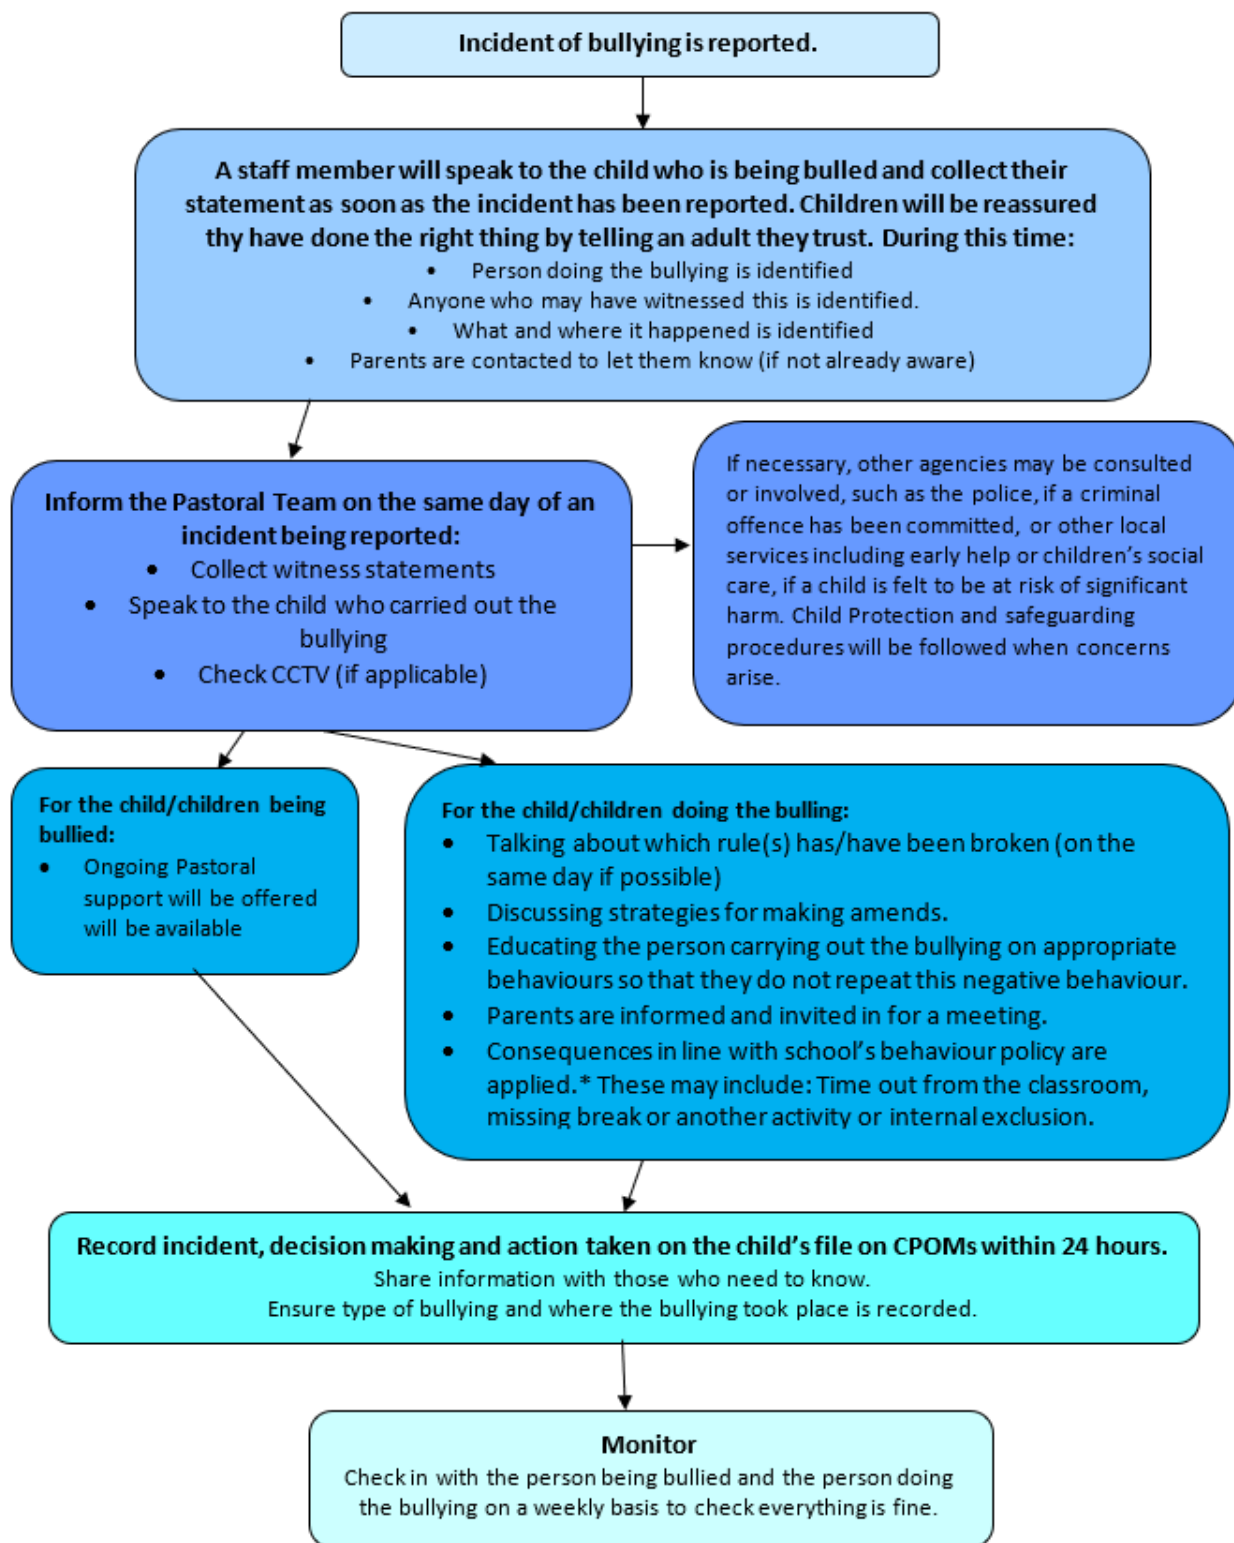 Incident of bullying is reported.
A staff member will speak to the child who is being bulled and collect their
statement as soon as the incident has been reported. Children will be reassured
thy have done the right thing by telling an adult they trust. During this time:
• Person doing the bullying is identified
• Anyone who may have witnessed this is identified.
• What and where it happened is identified
• Parents are contacted to let them know (if not already aware)
Inform the Pastoral Team on the same day of an
incident being reported:
• Collect witness statements
• Speak to the child who carried out the
bullying
• Check CCTV (if applicable)
If necessary, other agencies may be consulted
or involved, such as the police, if a criminal
offence has been committed, or other local
services including early help or children's social
care, if a child is felt to be at risk of significant
harm. Child Protection and safeguarding
procedures will be followed when concerns
arise.
For the child/children being
bullied:
• Ongoing Pastoral
support will be offered
will be available
For the child/children doing the bulling:
• Talking about which rule(s) has/have been broken (on the
same day if possible)
• Discussing strategies for making amends.
• Educating the person carrying out the bullying on appropriate
behaviours so that they do not repeat this negative behaviour.
• Parents are informed and invited in for a meeting.
• Consequences in line with school's behaviour policy are
applied.* These may include: Time out from the classroom,
missing break or another activity or internal exclusion.
Record incident, decision making and action taken on the child's file on CPOMs within 24 hours.
Share information with those who need to know.
Ensure type of bullying and where the bullying took place is recorded.
Monitor
Check in with the person being bullied and the person doing
the bullying on a weekly basis to check everything is fine.